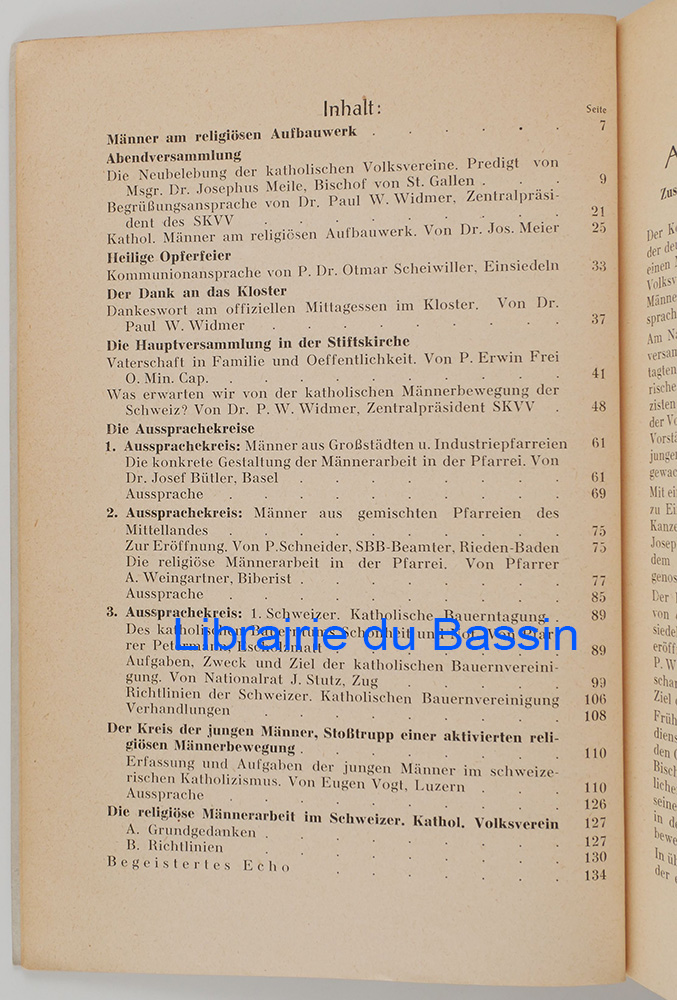 Inhalt:
Seite
Männer am religiösen Aufbauwerk . . . . . . 7
Abendversammlung
Die Neubelebung der katholischen Volksvereine. Predigt von
Msgr. Dr. Josephus Meile, Bischof von St. Gallen . . . 9
Begrüßungsansprache von Dr. Paul W. Widmer, Zentralpräsi-
dent des SKVV . . . . . . . . . 21
Kathol. Männer am religiösen Aufbauwerk. Von Dr. Jos. Meier 25
Heilige Opferfeier
Kommunionansprache von P. Dr. Otmar Scheiwiller, Einsiedeln 33
Der Dank an das Kloster
Dankeswort am offiziellen Mittagessen im Kloster. Von Dr.
Paul W. Widmer . . . . . . . . 37
Die Hauptversammlung in der Stiftskirche
Vaterschaft in Familie und Oeffentlichkeit. Von P. Erwin Frei
O. Min. Cap. . . . . . . . . . . 41
Was erwarten wir von der katholischen Männerbewegung der
Schweiz? Von Dr. P. W. Widmer, Zentralpräsident SKVV . 48
Die Aussprachekreise
1. Aussprachekreis: Männer aus Großstädten u. Industriepfarreien 61
Die konkrete Gestaltung der Männerarbeit in der Pfarrei. Von
Dr. Josef Bütler, Basel . . . . . . . . 61
Aussprache . . . . . . . . . . 69
2. Aussprachekreis: Männer aus gemischten Pfarreien des
Mittellandes . . . . . . . . . . 75
Zur Eröffnung. Von P. Schneider, SBB-Beamter, Rieden-Baden 75
Die religiöse Männerarbeit in der Pfarrei. Von Pfarrer
A. Weingartner, Biberist . . . . . . . . 77
Aussprache . . . . . . . . . . 85
3. Aussprachekreis: 1. Schweizer. Katholische Bauerntagung . 89
Des katholischen Bauerntums Schönheit und Not. Von Pfar-
rer Petermann, Escholzmatt . . . . . . . 89
Librairie du Bassin
Aufgaben, Zweck und Ziel der katholischen Bauernvereini-
gung. Von Nationalrat J. Stutz, Zug . . . . . 99
Richtlinien der Schweizer. Katholischen Bauernvereinigung 106
Verhandlungen . . . . . . . . . 108
Der Kreis der jungen Männer, Stoßtrupp einer aktivierten reli-
giösen Männerbewegung . . . . . . . . 110
Erfassung und Aufgaben der jungen Männer im schweize-
rischen Katholizismus. Von Eugen Vogt, Luzern . . . 110
Aussprache . . . . . . . . . . 126
Die religiöse Männerarbeit im Schweizer. Kathol. Volksverein 127
A. Grundgedanken . . . . . . . . . 127
B. Richtlinien . . . . . . . . . . 130
Begeistertes Echo . . . . . . . 134